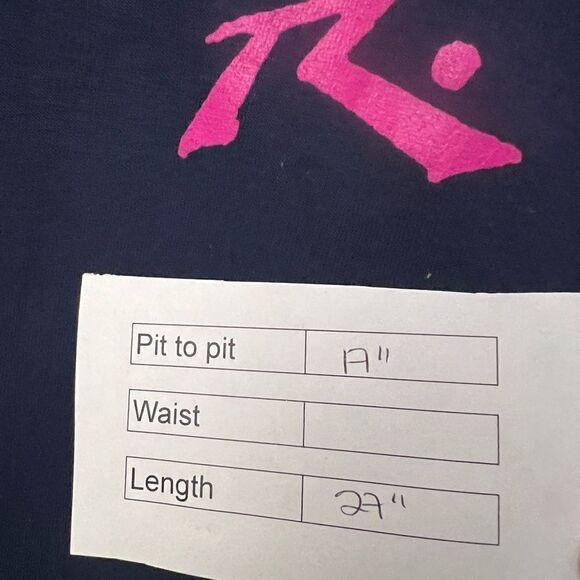 R.
Pit to pit 17"
Waist
Length 27"